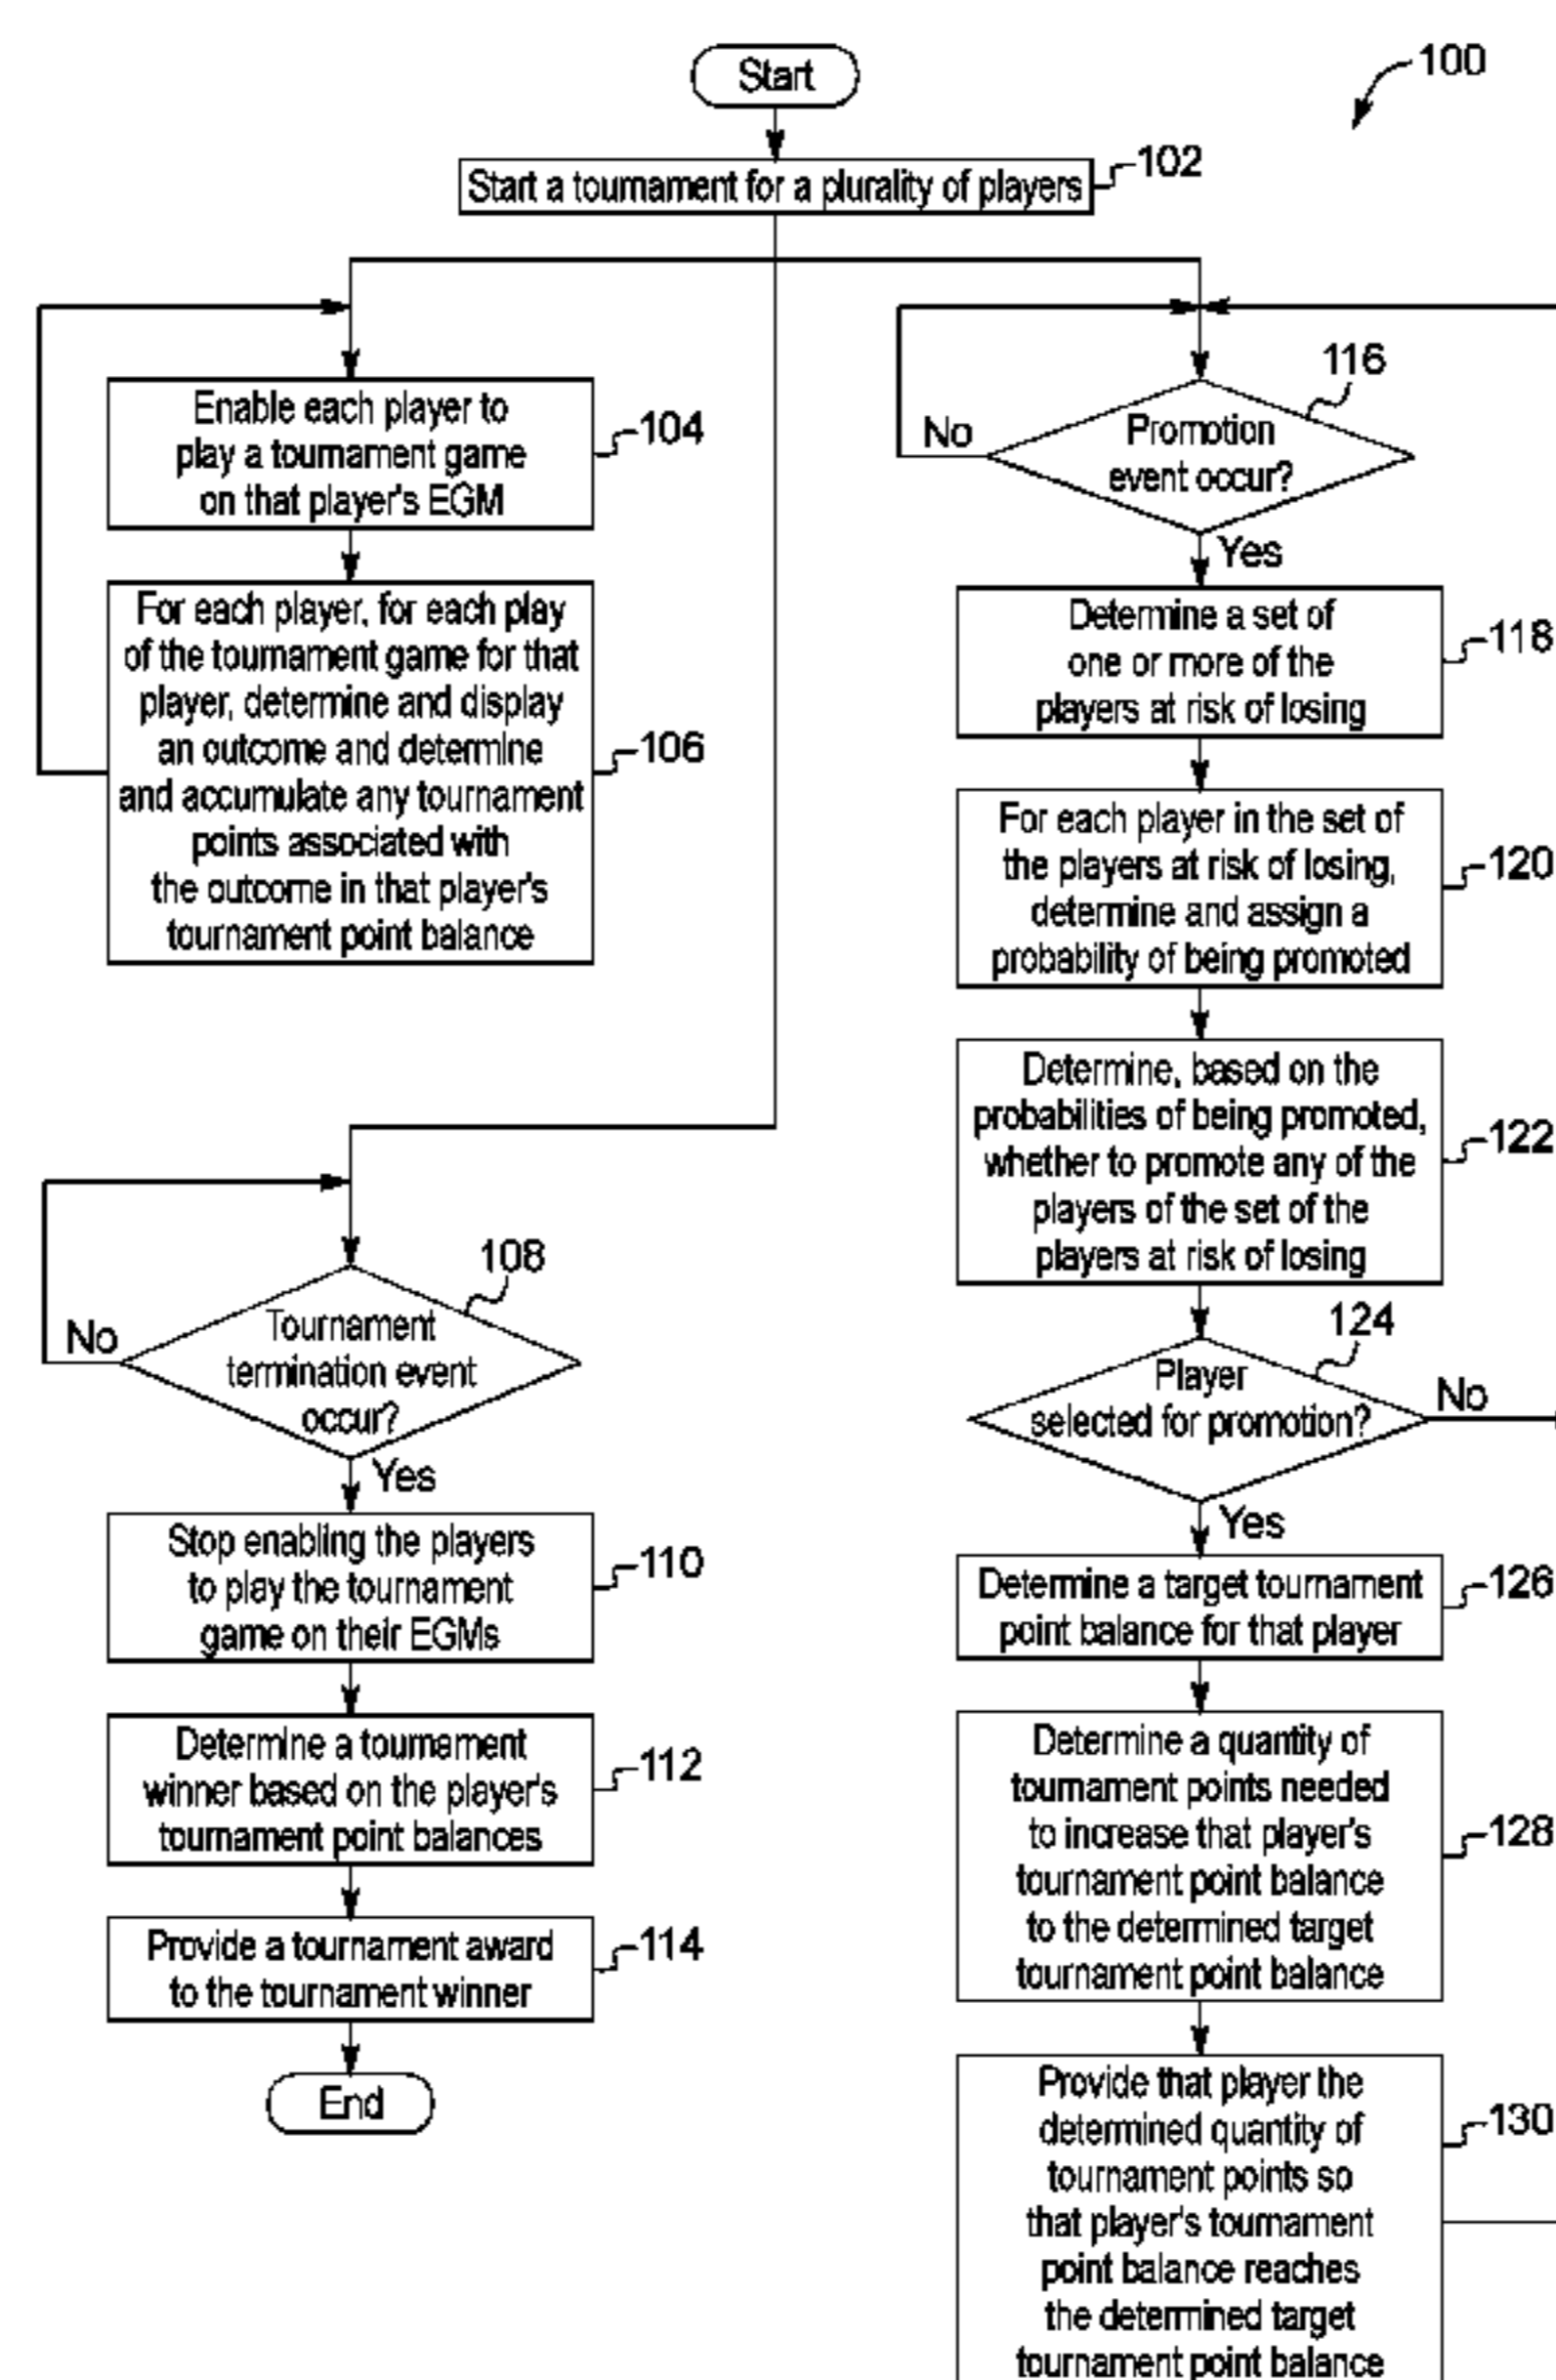 Start
100
Start a tournament for a plurality of players
102
Enable each player to
play a tournament game
on that player's EGM
104
For each player, for each play
of the tournament game for that
player, determine and display
an outcome and determine
and accumulate any tournament
points associated with
the outcome in that player's
tournament point balance
106
Tournament
termination event
occur?
108
No
Yes
Stop enabling the players
to play the tournament
game on their EGMs
110
Determine a tournament
winner based on the player's
tournament point balances
112
Provide a tournament award
to the tournament winner
114
End
Promotion
event occur?
116
No
Yes
Determine a set of
one or more of the
players at risk of losing
118
For each player in the set of
the players at risk of losing,
determine and assign a
probability of being promoted
120
Determine, based on the
probabilities of being promoted,
whether to promote any of the
players of the set of the
players at risk of losing
122
Player
selected for promotion?
124
No
Yes
Determine a target tournament
point balance for that player
126
Determine a quantity of
tournament points needed
to increase that player's
tournament point balance
to the determined target
tournament point balance
128
Provide that player the
determined quantity of
tournament points so
that player's tournament
point balance reaches
the determined target
tournament point balance
130